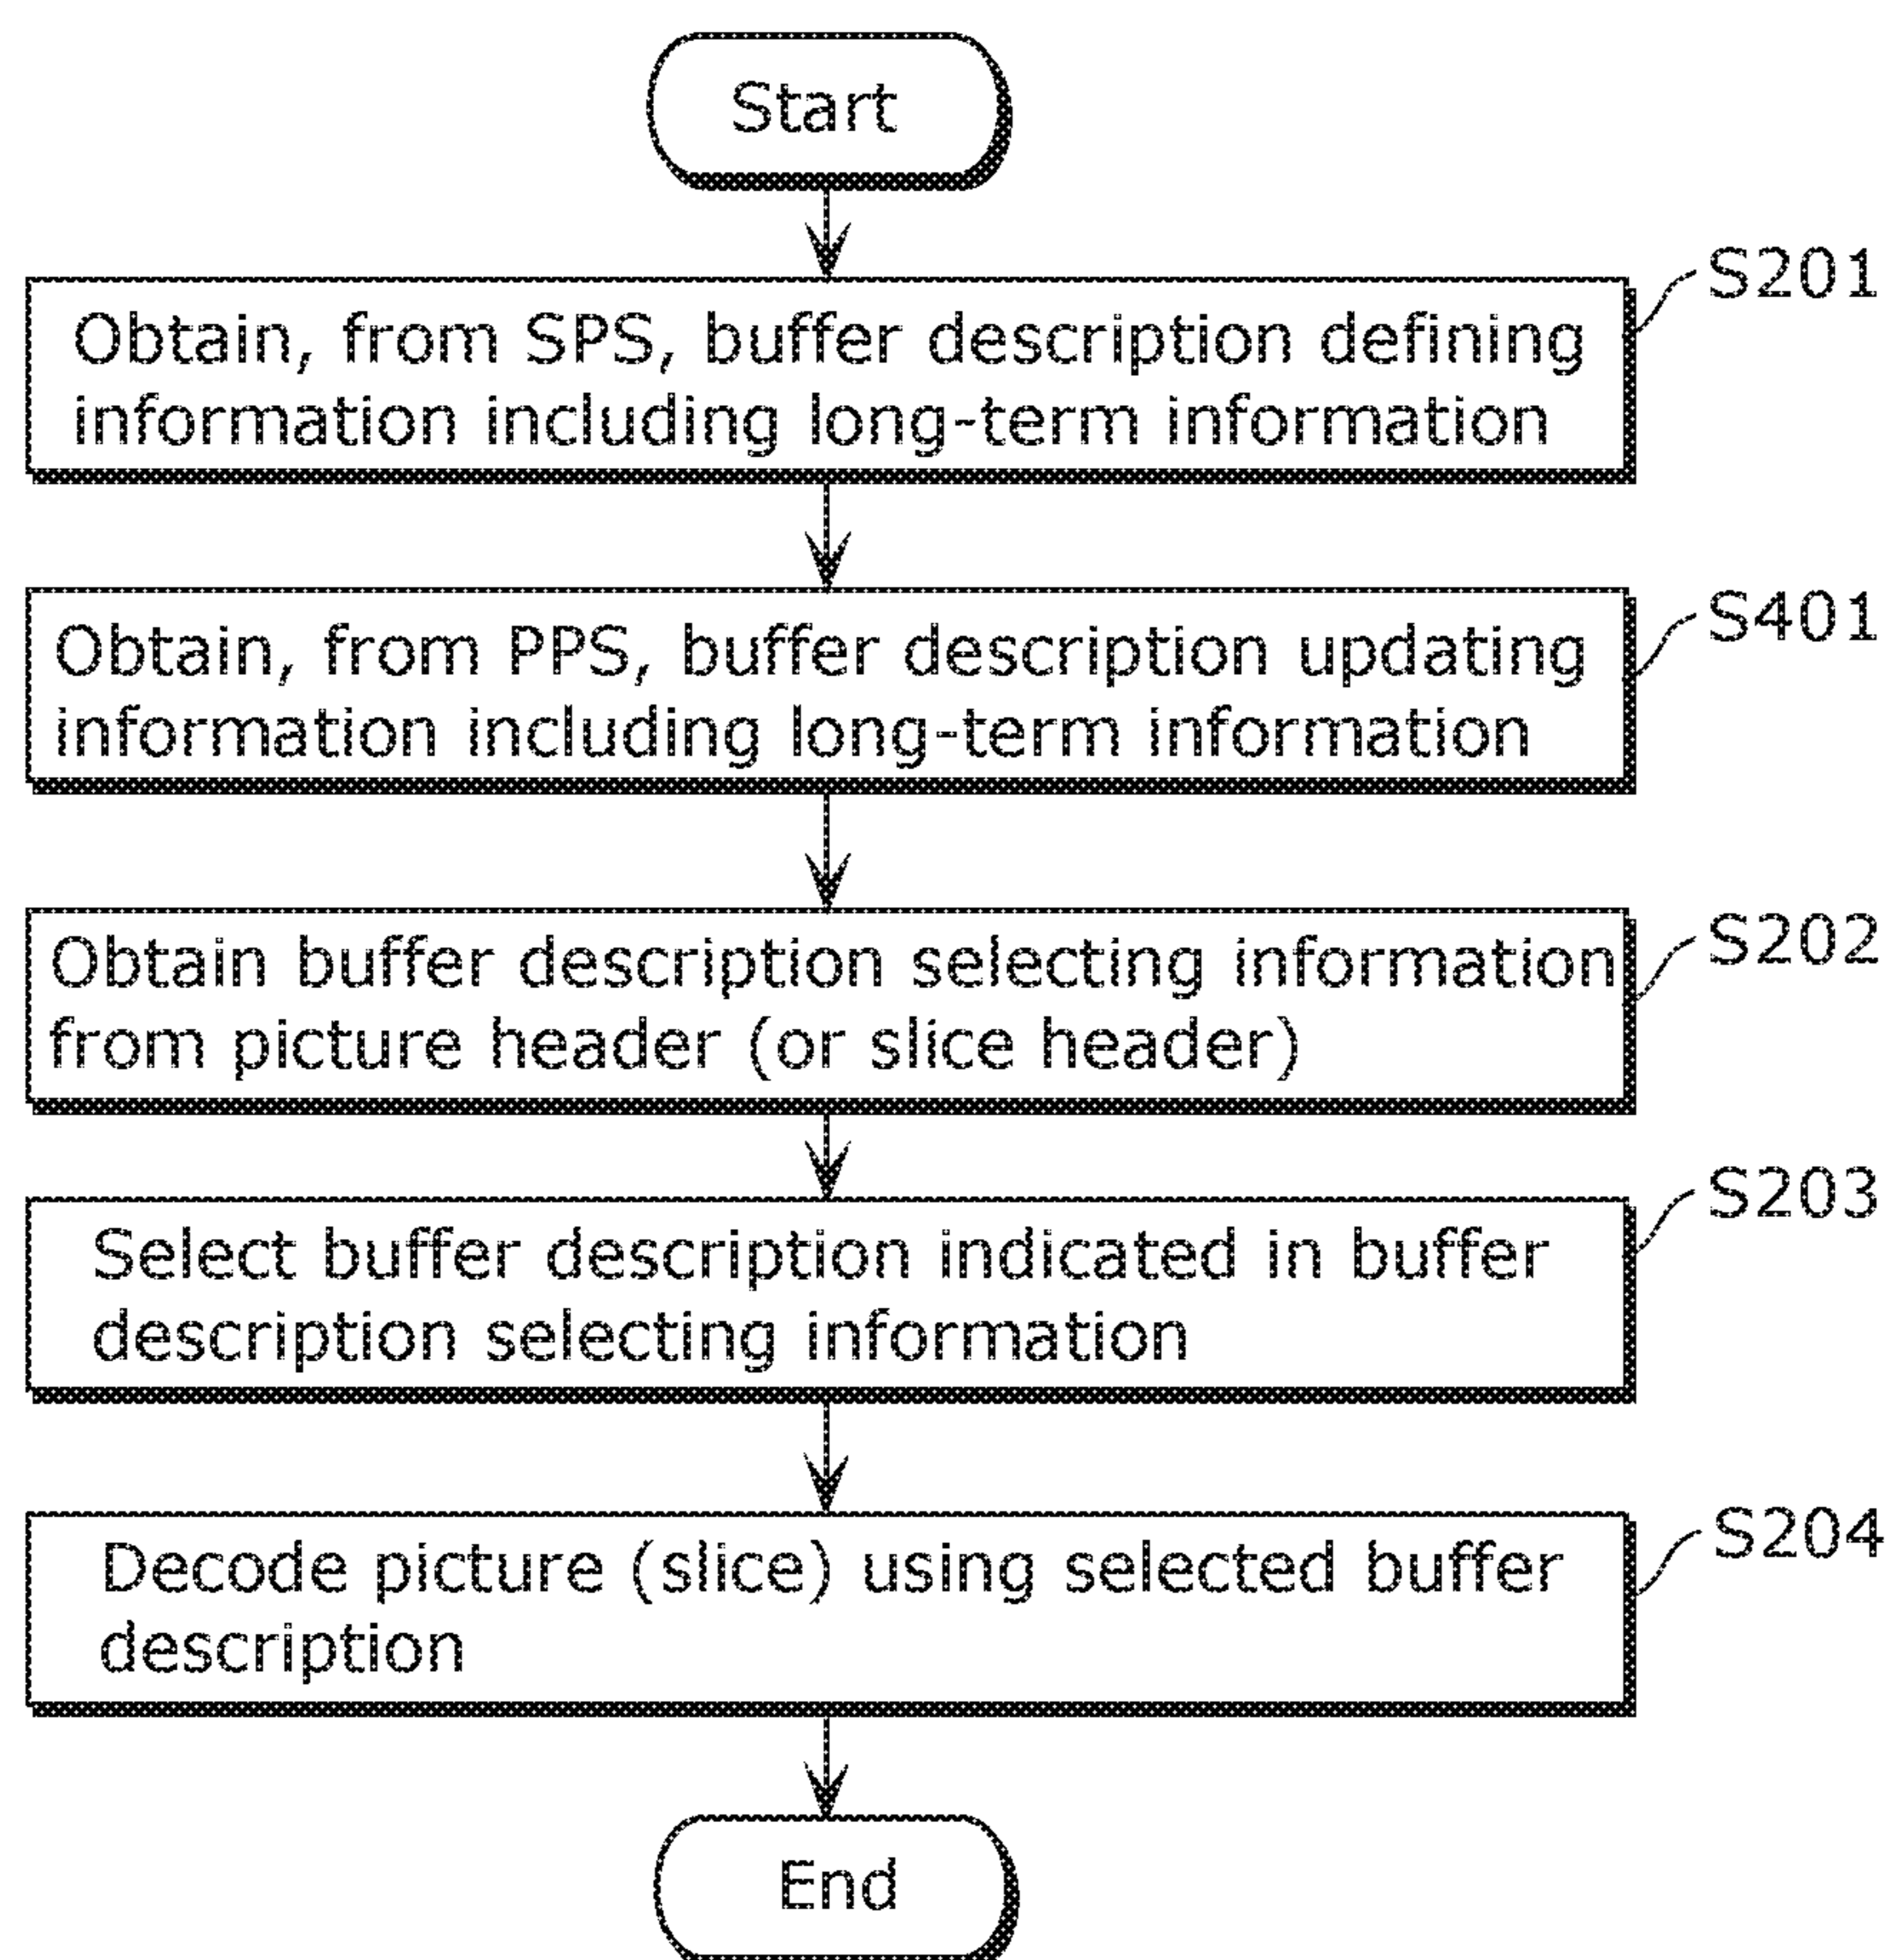 Start
S201
Obtain, from SPS, buffer description defining
information including long-term information
S401
Obtain, from PPS, buffer description updating
information including long-term information
S202
Obtain buffer description selecting information
from picture header (or slice header)
S203
Select buffer description indicated in buffer
description selecting information
S204
Decode picture (slice) using selected buffer
description
End